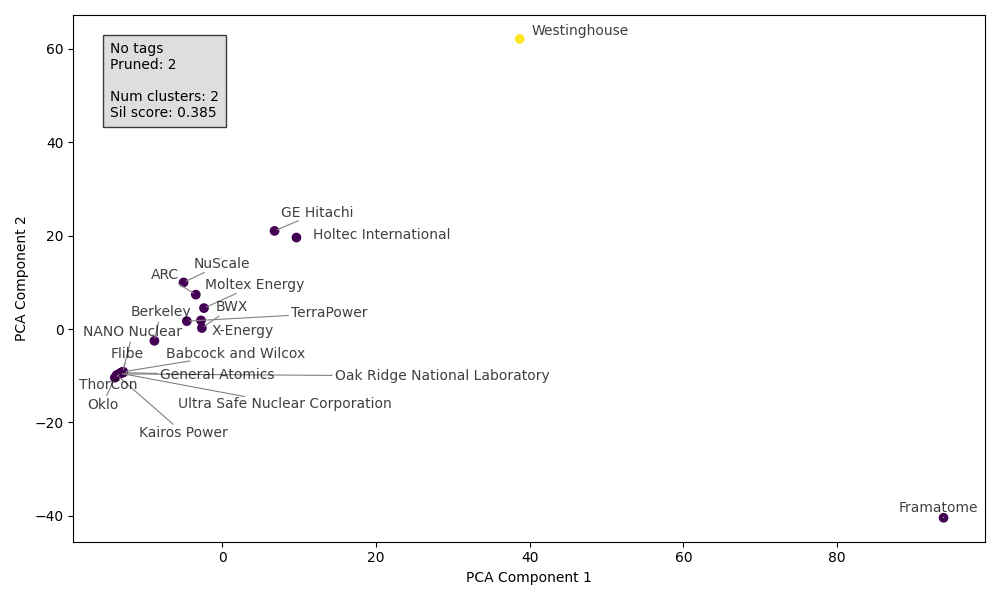 Westinghouse
No tags
Pruned: 2
Num clusters: 2
Sil score: 0.385
GE Hitachi
Holtec International
NuScale
ARC
Moltex Energy
BWX
Berkeley
TerraPower
NANO Nuclear
X-Energy
Flibe
Babcock and Wilcox
General Atomics
Oak Ridge National Laboratory
ThorCon
Oklo
Ultra Safe Nuclear Corporation
Kairos Power
Framatome
60
40
20
0
−20
−40
PCA Component 2
0
20
40
60
80
PCA Component 1